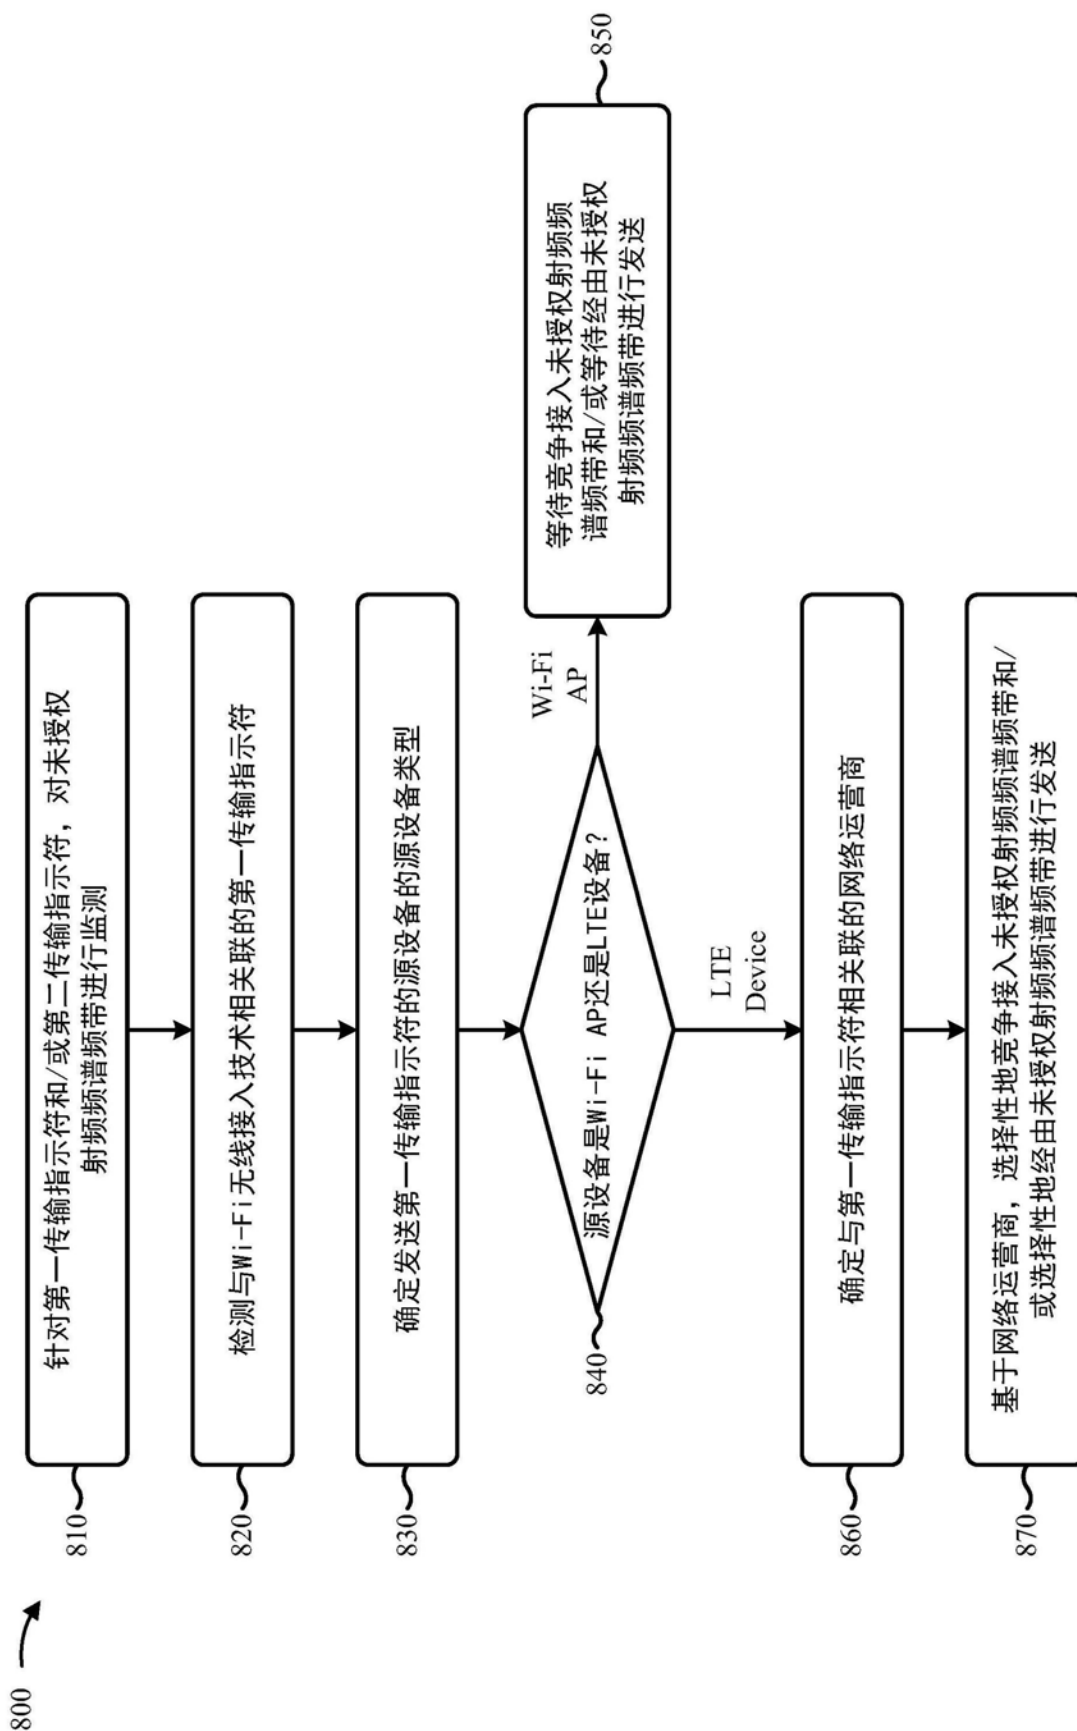 800
810
针对第一传输指示符和/或第二传输指示符，对未授权
射频频谱频带进行监测
820
检测与Wi-Fi无线接入技术相关联的第一传输指示符
830
确定发送第一传输指示符的源设备的源设备类型
840
源设备是Wi-Fi AP还是LTE设备？
Wi-Fi
AP
850
等待竞争接入未授权射频频
谱频带和/或等待经由未授权
射频频谱频带进行发送
LTE
Device
860
确定与第一传输指示符相关联的网络运营商
870
基于网络运营商，选择性地竞争接入未授权射频频谱频带和/
或选择性地经由未授权射频频谱频带进行发送